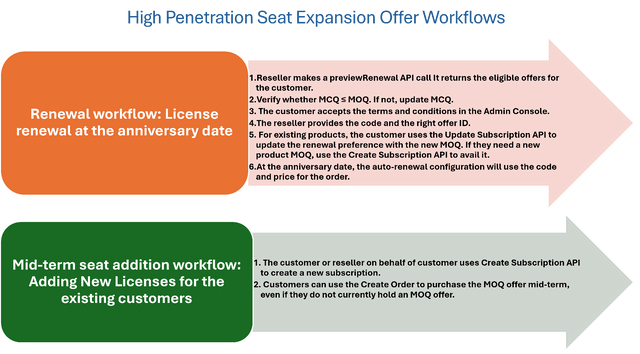 High Penetration Seat Expansion Offer Workflows
Renewal workflow: License
renewal at the anniversary date
1.Reseller makes a previewRenewal API call It returns the eligible offers for
the customer.
2.Verify whether MCQ ≤ MOQ. If not, update MCQ.
3. The customer accepts the terms and conditions in the Admin Console.
4.The reseller provides the code and the right offer ID.
5. For existing products, the customer uses the Update Subscription API to
update the renewal preference with the new MOQ. If they need a new
product MOQ, use the Create Subscription API to avail it.
6.At the anniversary date, the auto-renewal configuration will use the code
and price for the order.
Mid-term seat addition workflow:
Adding New Licenses for the
existing customers
1. The customer or reseller on behalf of customer uses Create Subscription API
to create a new subscription.
2. Customers can use the Create Order to purchase the MOQ offer mid-term,
even if they do not currently hold an MOQ offer.